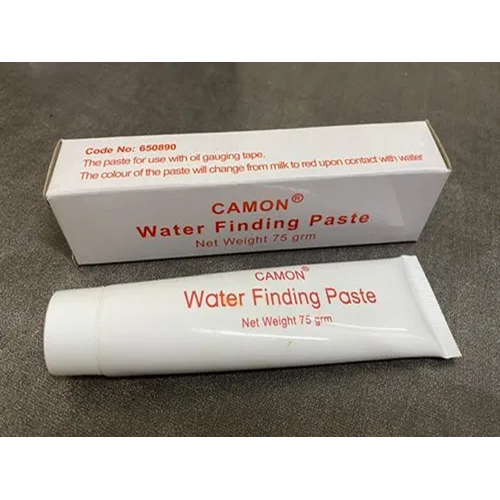 Code No: 650890
The paste for use with oil gauging tape.
The colour of the paste will change from milk to red upon contact with water
CAMON®
Water Finding Paste
Net Weight 75 grm
CAMON®
Water Finding Paste
Net Weight 75 grm